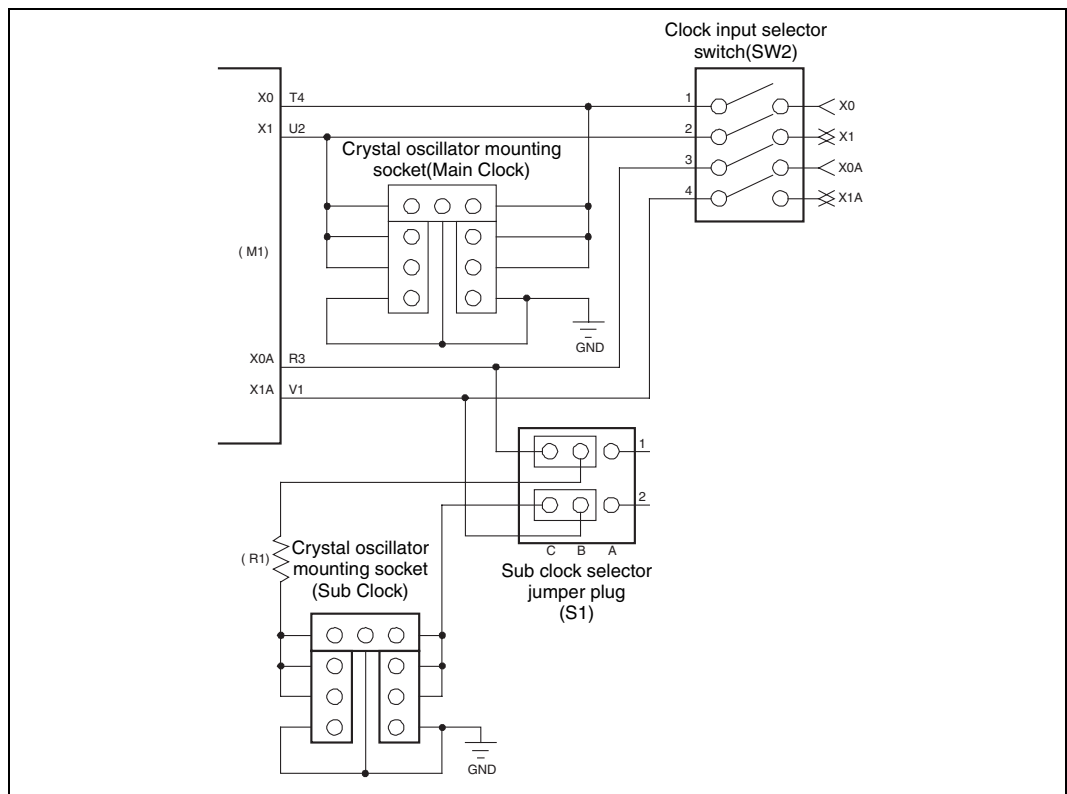 Clock input selector
switch(SW2)
X0 T4
1
X0
X1 U2
2
X1
Crystal oscillator mounting
socket(Main Clock)
3
X0A
4
X1A
( M1)
GND
X0A R3
X1A V1
1
2
C B A
Sub clock selector
jumper plug
(S1)
( R1)
Crystal oscillator
mounting socket
(Sub Clock)
GND